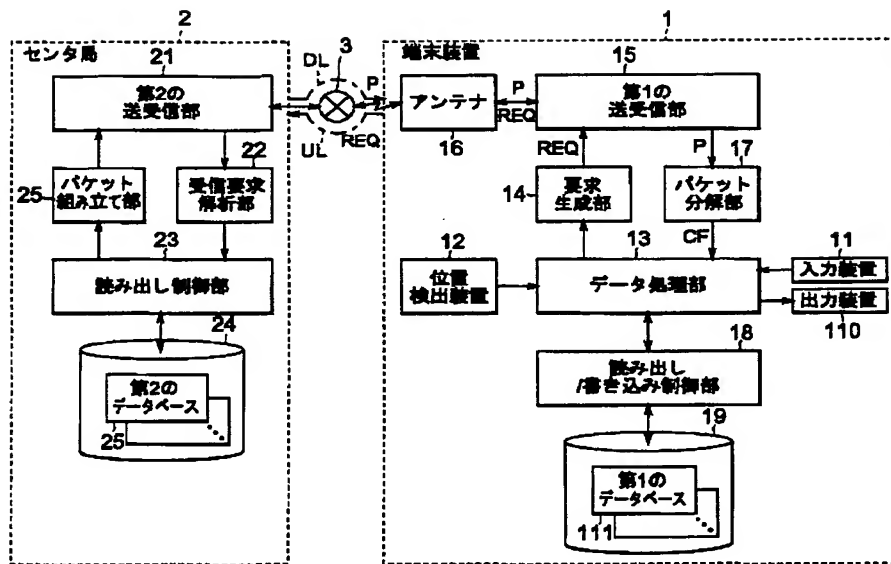 2
センタ局
21
第2の
送受信部
22
受信要求
解析部
25
パケット
組み立て部
23
読み出し制御部
24
第2の
データベース
25
DL
3
P
UL
REQ
1
端末装置
アンテナ
16
P
REQ
15
第1の
送受信部
REQ
P
14
要求
生成部
17
パケット
分解部
CF
12
位置
検出装置
13
データ処理部
11
入力装置
出力装置
110
18
読み出し
/書き込み制御部
19
第1の
データベース
111